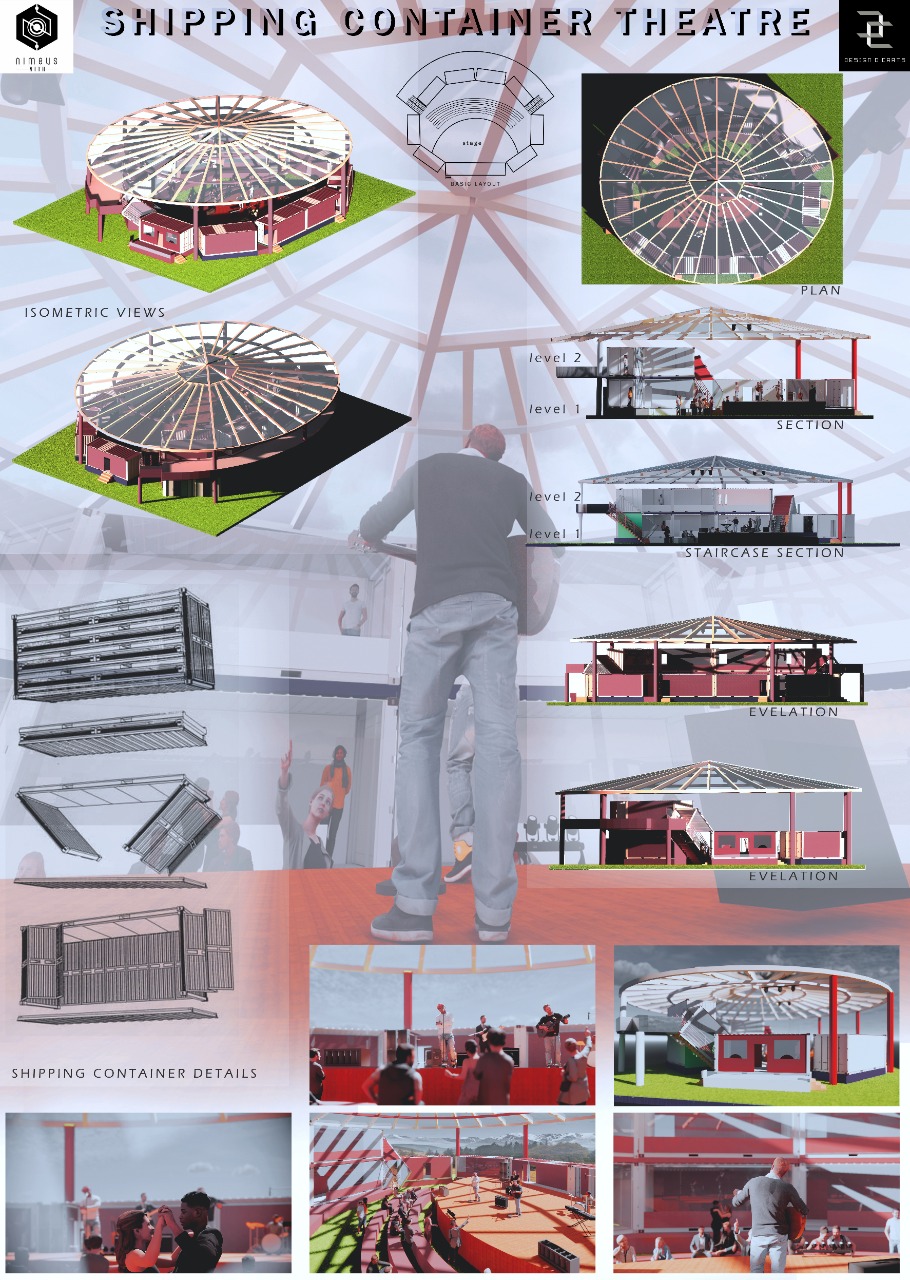 SHIPPING CONTAINER THEATRE
nimbus
DESIGN D CRAFTS
stage
BASIC LAYOUT
PLAN
ISOMETRIC VIEWS
level 2
level 1
SECTION
level 2
level 1
STAIRCASE SECTION
EVELATION
EVELATION
SHIPPING CONTAINER DETAILS